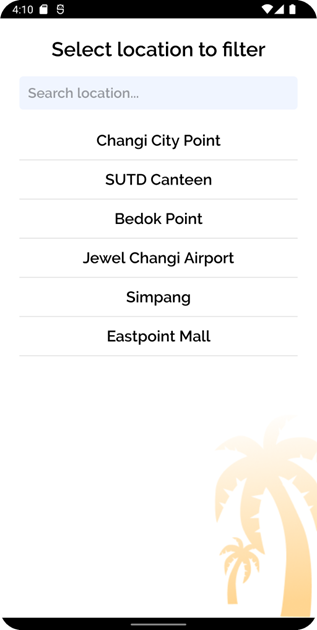 4:10
Select location to filter
Search location...
Changi City Point
SUTD Canteen
Bedok Point
Jewel Changi Airport
Simpang
Eastpoint Mall